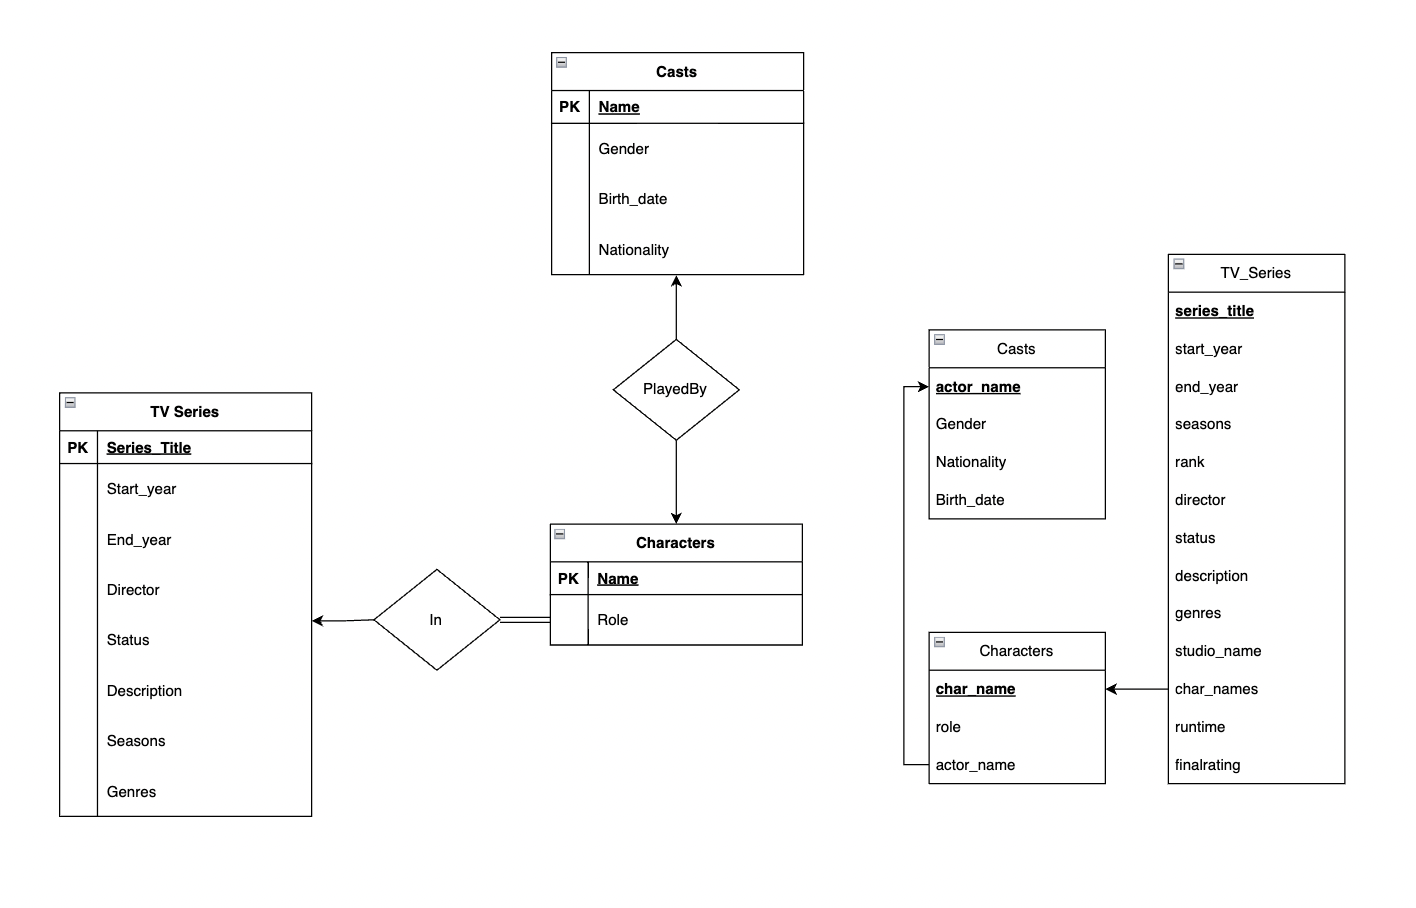 Casts
PK Name
Gender
Birth_date
Nationality
PlayedBy
TV Series
PK Series_Title
Start_year
End_year
Director
Status
Description
Seasons
Genres
In
Characters
PK Name
Role
Casts
actor_name
Gender
Nationality
Birth_date
Characters
char_name
role
actor_name
TV_Series
series_title
start_year
end_year
seasons
rank
director
status
description
genres
studio_name
char_names
runtime
finalrating